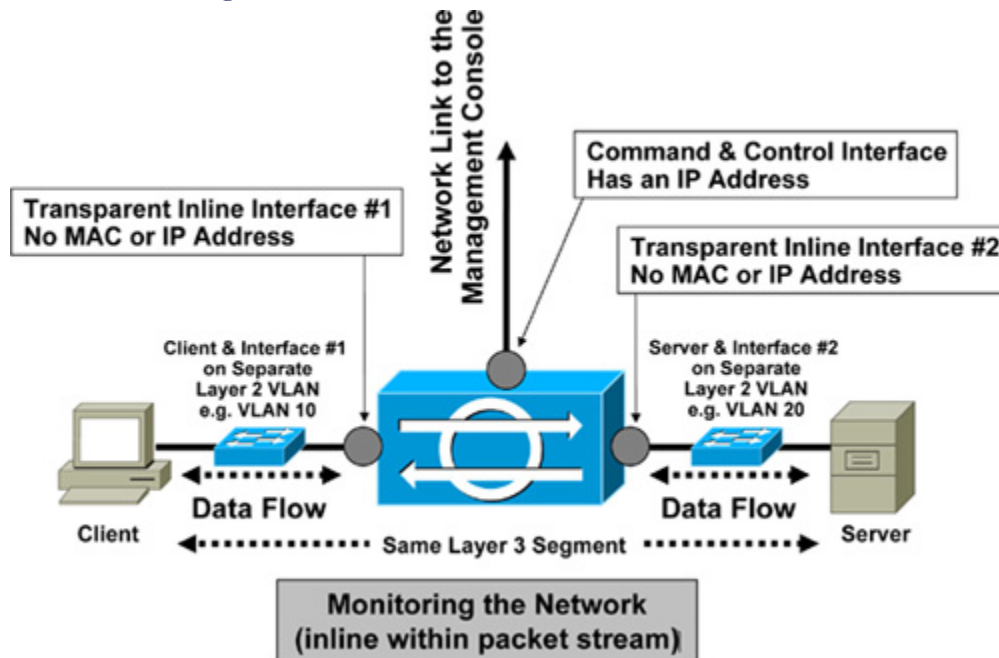 Network Link to the
Management Console
Command & Control Interface
Has an IP Address
Transparent Inline Interface #1
No MAC or IP Address
Transparent Inline Interface #2
No MAC or IP Address
Client & Interface #1
on Separate
Layer 2 VLAN
e.g. VLAN 10
Server & Interface #2
on Separate
Layer 2 VLAN
e.g. VLAN 20
Data Flow
Data Flow
Client
Same Layer 3 Segment
Server
Monitoring the Network
(inline within packet stream)